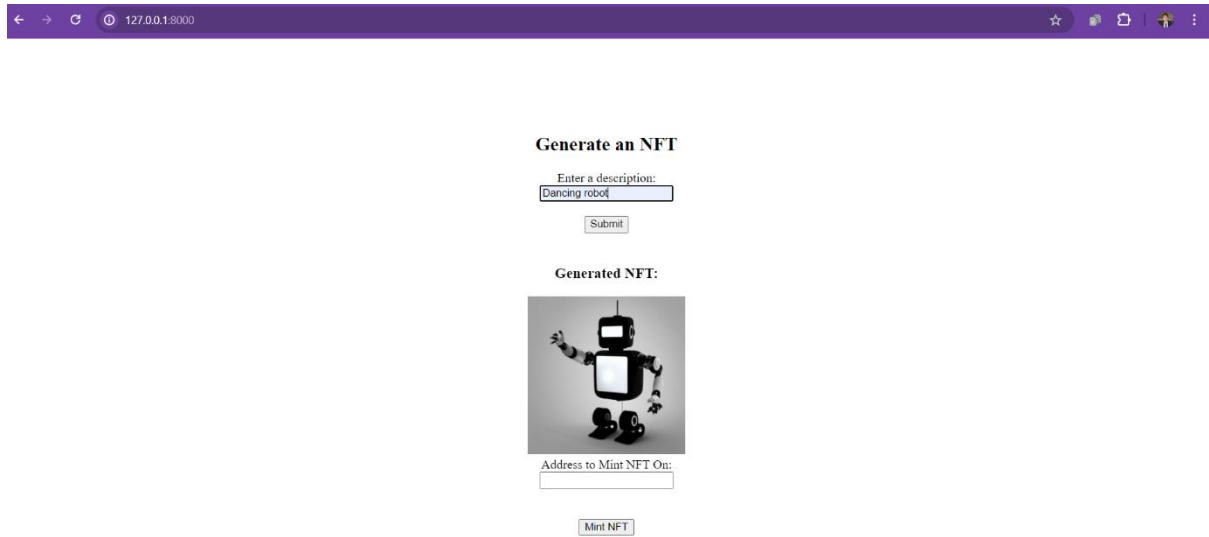 127.0.0.1:8000
Generate an NFT
Enter a description:
Dancing robot
Submit
Generated NFT:
Address to Mint NFT On:
Mint NFT